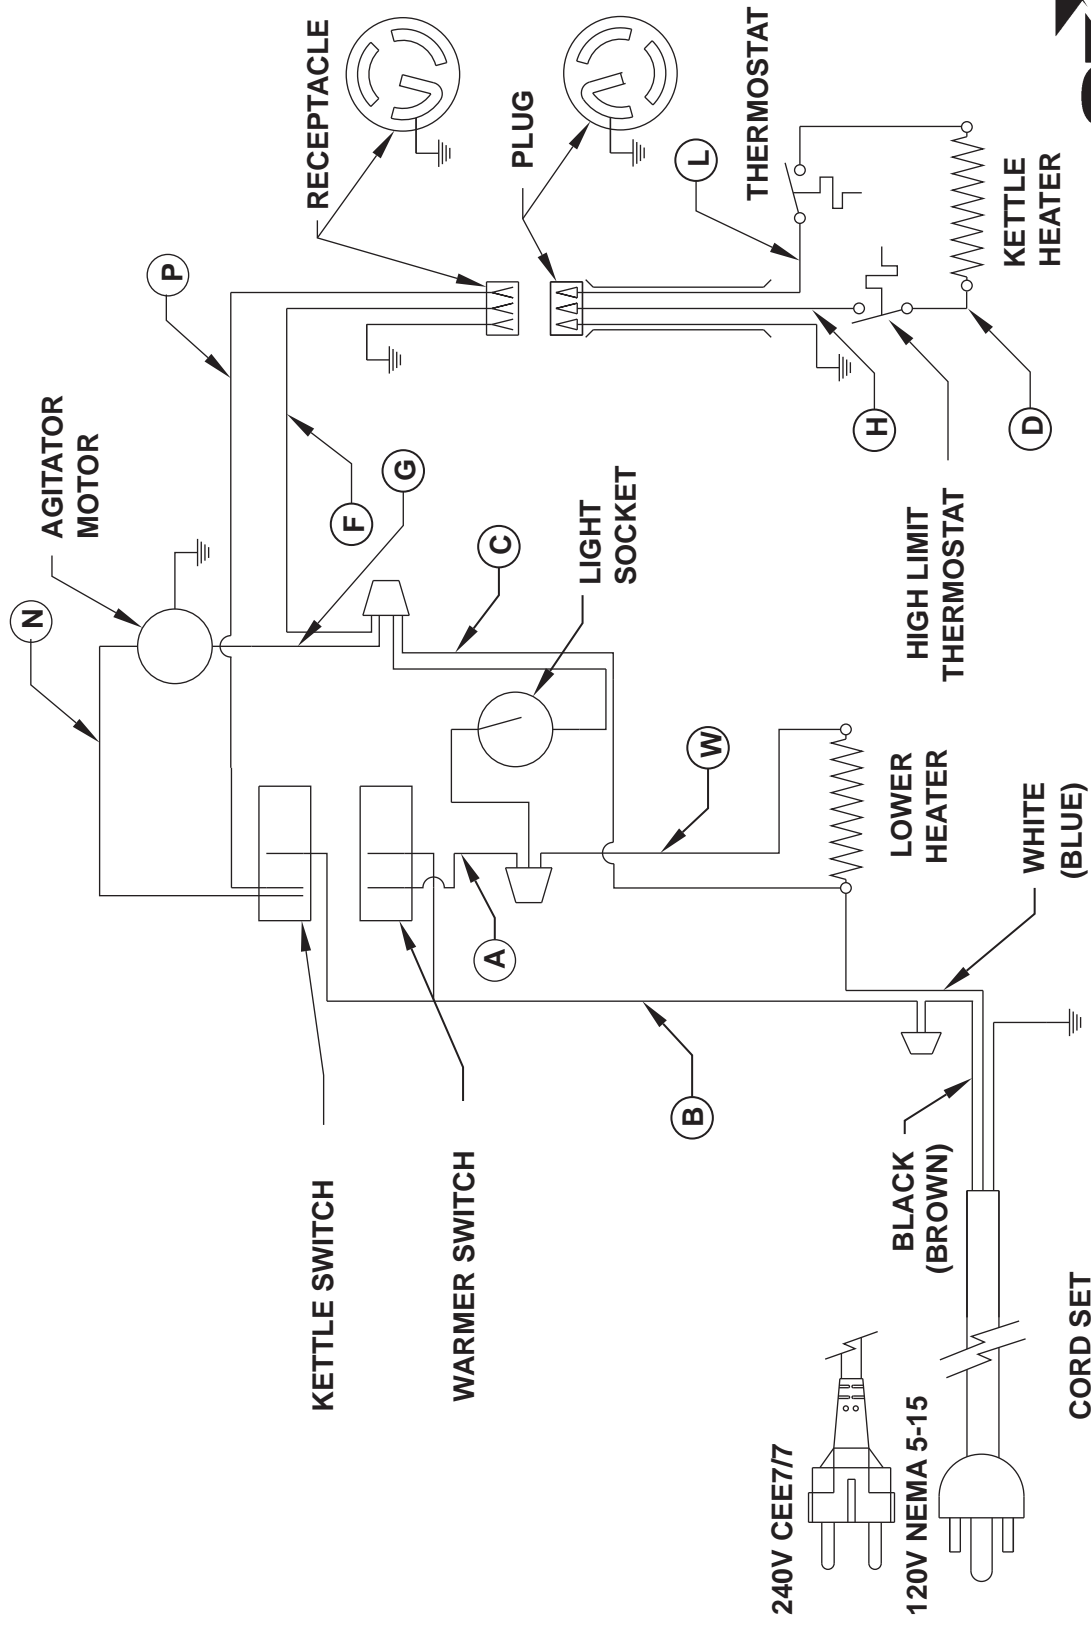 RECEPTACLE
PLUG
THERMOSTAT
L
P
KETTLE
HEATER
AGITATOR
MOTOR
N
F
G
C
H
D
LIGHT
SOCKET
HIGH LIMIT
THERMOSTAT
W
LOWER
HEATER
WHITE
(BLUE)
A
B
BLACK
(BROWN)
KETTLE SWITCH
WARMER SWITCH
CORD SET
240V CEE7/7
120V NEMA 5-15